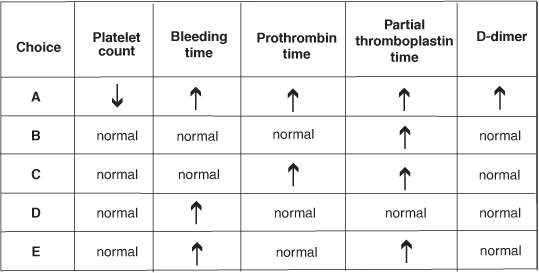 Choice Platelet count Bleeding time Prothrombin time Partial thromboplastin time D-dimer
A ↓ ↑ ↑ ↑ ↑
B normal normal normal ↑ normal
C normal normal ↑ ↑ normal
D normal ↑ normal normal normal
E normal ↑ normal ↑ normal